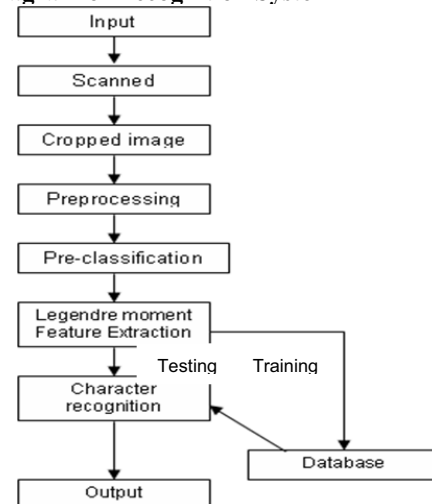 Input
Scanned
Cropped image
Preprocessing
Pre-classification
Legendre moment
Feature Extraction
Testing Training
Character
recognition
Database
Output